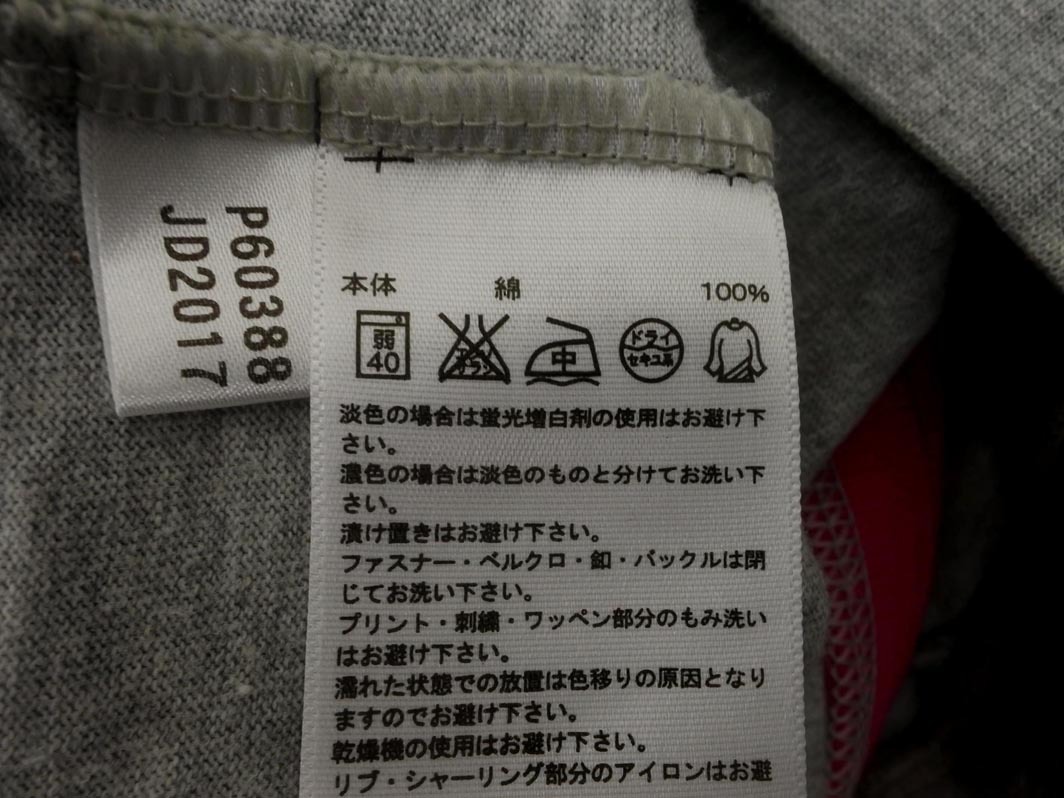 P60388
JD2017
本体 綿 100%
弱
40
エンソサラシ
中
ドライ
セキユ系
淡色の場合は蛍光増白剤の使用はお避け下
さい。
濃色の場合は淡色のものと分けてお洗い下
さい。
漬け置きはお避け下さい。
ファスナー・ベルクロ・釦・バックルは閉
じてお洗い下さい。
プリント・刺繍・ワッペン部分のもみ洗い
はお避け下さい。
濡れた状態での放置は色移りの原因となり
ますのでお避け下さい。
乾燥機の使用はお避け下さい。
リブ・シャーリング部分のアイロンはお避